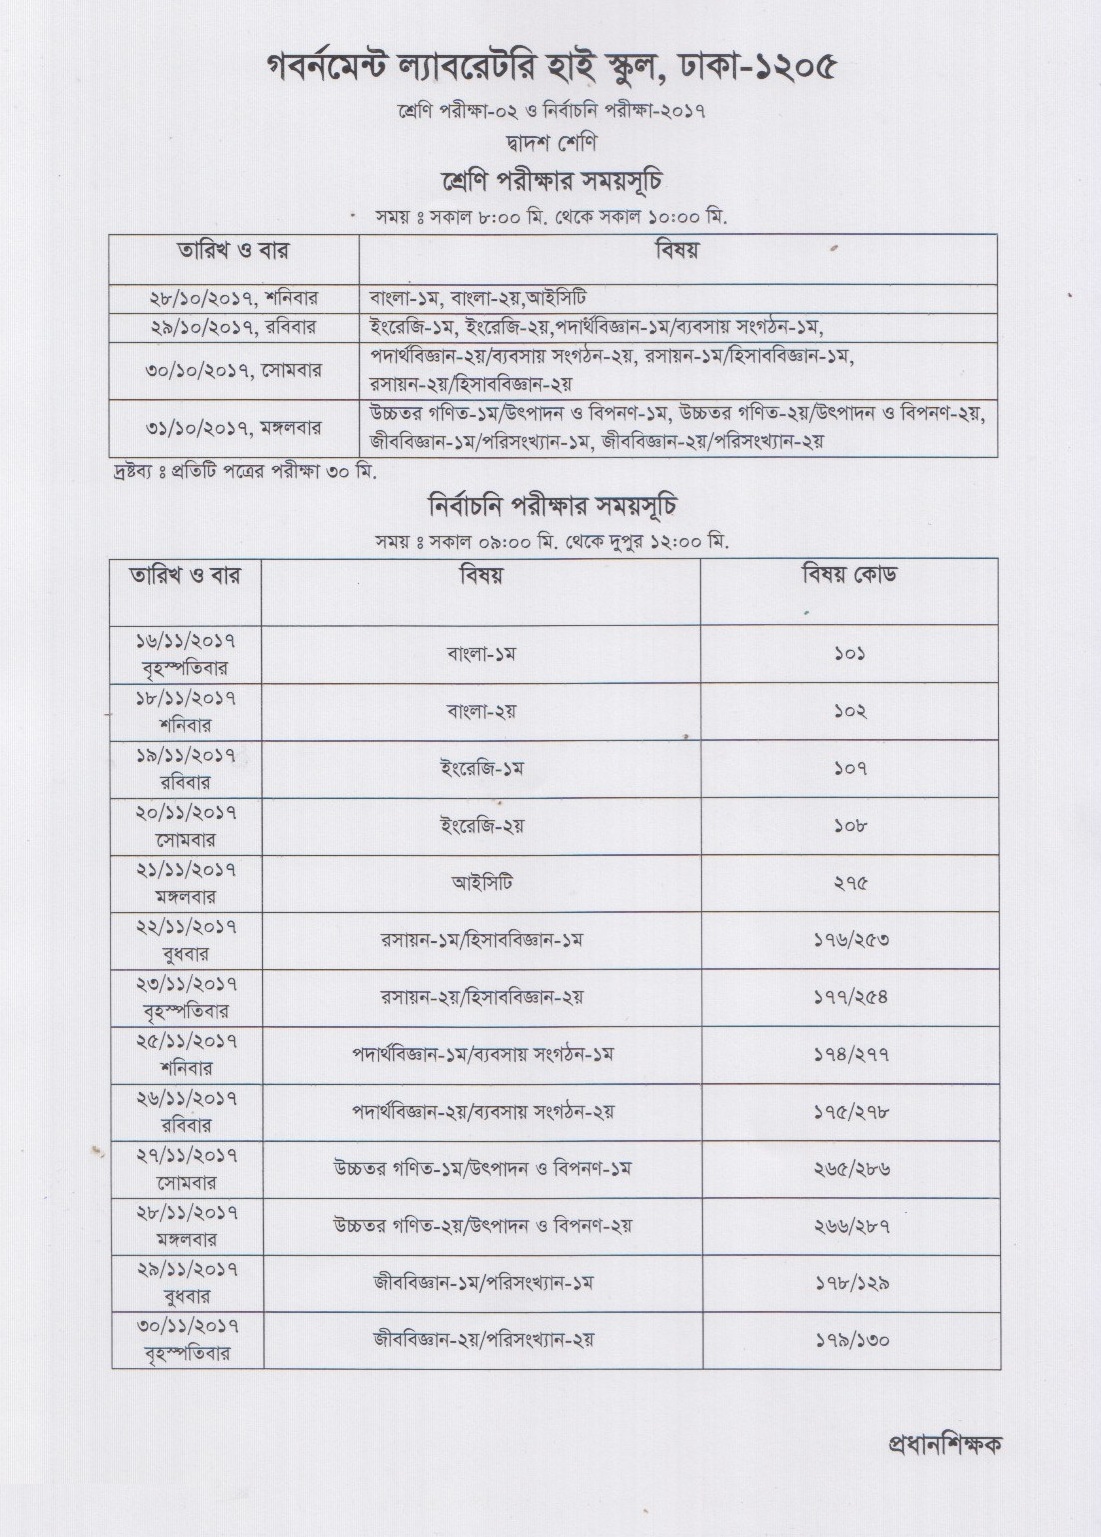 গবর্নমেন্ট ল্যাবরেটরি হাই স্কুল, ঢাকা-১২০৫
শ্রেণি পরীক্ষা-০২ ও নির্বাচনি পরীক্ষা-২০১৭
দ্বাদশ শ্রেণি
শ্রেণি পরীক্ষার সময়সূচি
সময় ঃ সকাল ৮:০০ মি. থেকে সকাল ১০:০০ মি.
তারিখ ও বার বিষয়
২৮/১০/২০১৭, শনিবার বাংলা-১ম, বাংলা-২য়,আইসিটি
২৯/১০/২০১৭, রবিবার ইংরেজি-১ম, ইংরেজি-২য়,পদার্থবিজ্ঞান-১ম/ব্যবসায় সংগঠন-১ম,
৩০/১০/২০১৭, সোমবার পদার্থবিজ্ঞান-২য়/ব্যবসায় সংগঠন-২য়, রসায়ন-১ম/হিসাববিজ্ঞান-১ম,
রসায়ন-২য়/হিসাববিজ্ঞান-২য়
৩১/১০/২০১৭, মঙ্গলবার উচ্চতর গণিত-১ম/উৎপাদন ও বিপনণ-১ম, উচ্চতর গণিত-২য়/উৎপাদন ও বিপনণ-২য়,
জীববিজ্ঞান-১ম/পরিসংখ্যান-১ম, জীববিজ্ঞান-২য়/পরিসংখ্যান-২য়
দ্রষ্টব্য ঃ প্রতিটি পত্রের পরীক্ষা ৩০ মি.
নির্বাচনি পরীক্ষার সময়সূচি
সময় ঃ সকাল ০৯:০০ মি. থেকে দুপুর ১২:০০ মি.
তারিখ ও বার বিষয় বিষয় কোড
১৬/১১/২০১৭
বৃহস্পতিবার বাংলা-১ম ১০১
১৮/১১/২০১৭
শনিবার বাংলা-২য় ১০২
১৯/১১/২০১৭
রবিবার ইংরেজি-১ম ১০৭
২০/১১/২০১৭
সোমবার ইংরেজি-২য় ১০৮
২১/১১/২০১৭
মঙ্গলবার আইসিটি ২৭৫
২২/১১/২০১৭
বুধবার রসায়ন-১ম/হিসাববিজ্ঞান-১ম ১৭৬/২৫৩
২৩/১১/২০১৭
বৃহস্পতিবার রসায়ন-২য়/হিসাববিজ্ঞান-২য় ১৭৭/২৫৪
২৫/১১/২০১৭
শনিবার পদার্থবিজ্ঞান-১ম/ব্যবসায় সংগঠন-১ম ১৭৪/২৭৭
২৬/১১/২০১৭
রবিবার পদার্থবিজ্ঞান-২য়/ব্যবসায় সংগঠন-২য় ১৭৫/২৭৮
২৭/১১/২০১৭
সোমবার উচ্চতর গণিত-১ম/উৎপাদন ও বিপনণ-১ম ২৬৫/২৮৬
২৮/১১/২০১৭
মঙ্গলবার উচ্চতর গণিত-২য়/উৎপাদন ও বিপনণ-২য় ২৬৬/২৮৭
২৯/১১/২০১৭
বুধবার জীববিজ্ঞান-১ম/পরিসংখ্যান-১ম ১৭৮/১২৯
৩০/১১/২০১৭
বৃহস্পতিবার জীববিজ্ঞান-২য়/পরিসংখ্যান-২য় ১৭৯/১৩০
প্রধানশিক্ষক